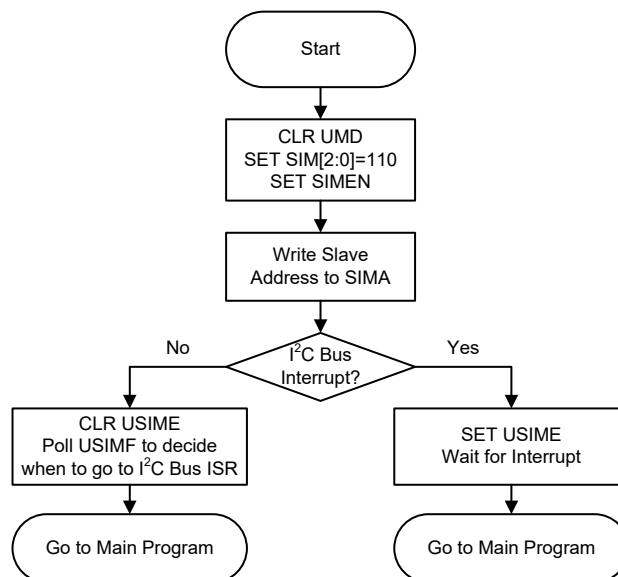 Start
CLR UMD
SET SIM[2:0]=110
SET SIMEN
Write Slave
Address to SIMA
I²C Bus
Interrupt?
No
Yes
CLR USIME
Poll USIMF to decide
when to go to I²C Bus ISR
SET USIME
Wait for Interrupt
Go to Main Program
Go to Main Program